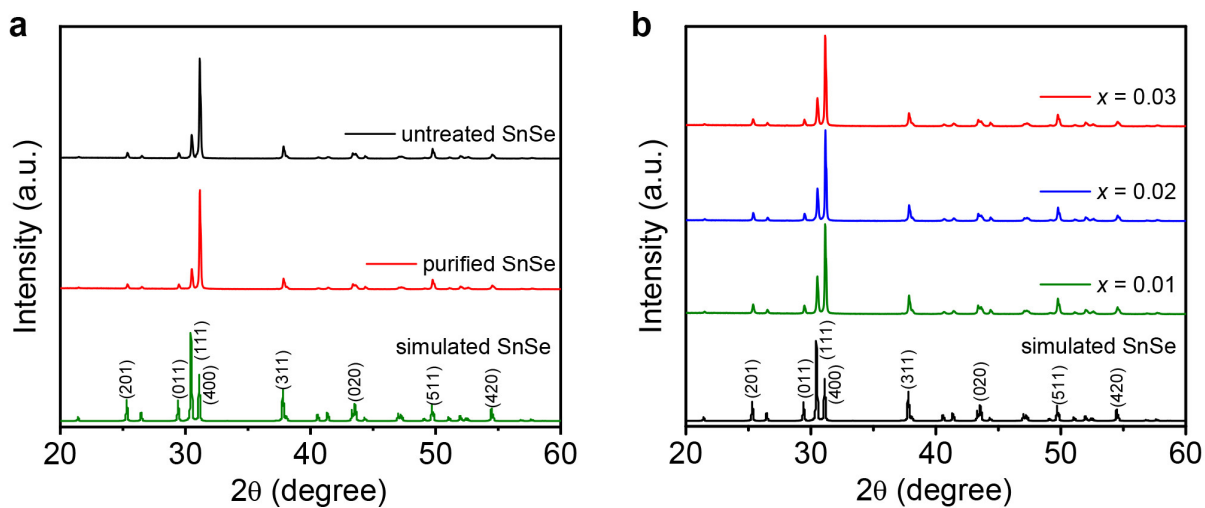 a
Intensity (a.u.)
untreated SnSe
purified SnSe
simulated SnSe
(201)
(011)
(111)
(400)
(311)
(020)
(511)
(420)
20
30
40
50
60
2θ (degree)
b
Intensity (a.u.)
x = 0.03
x = 0.02
x = 0.01
simulated SnSe
(201)
(011)
(111)
(400)
(311)
(020)
(511)
(420)
20
30
40
50
60
2θ (degree)